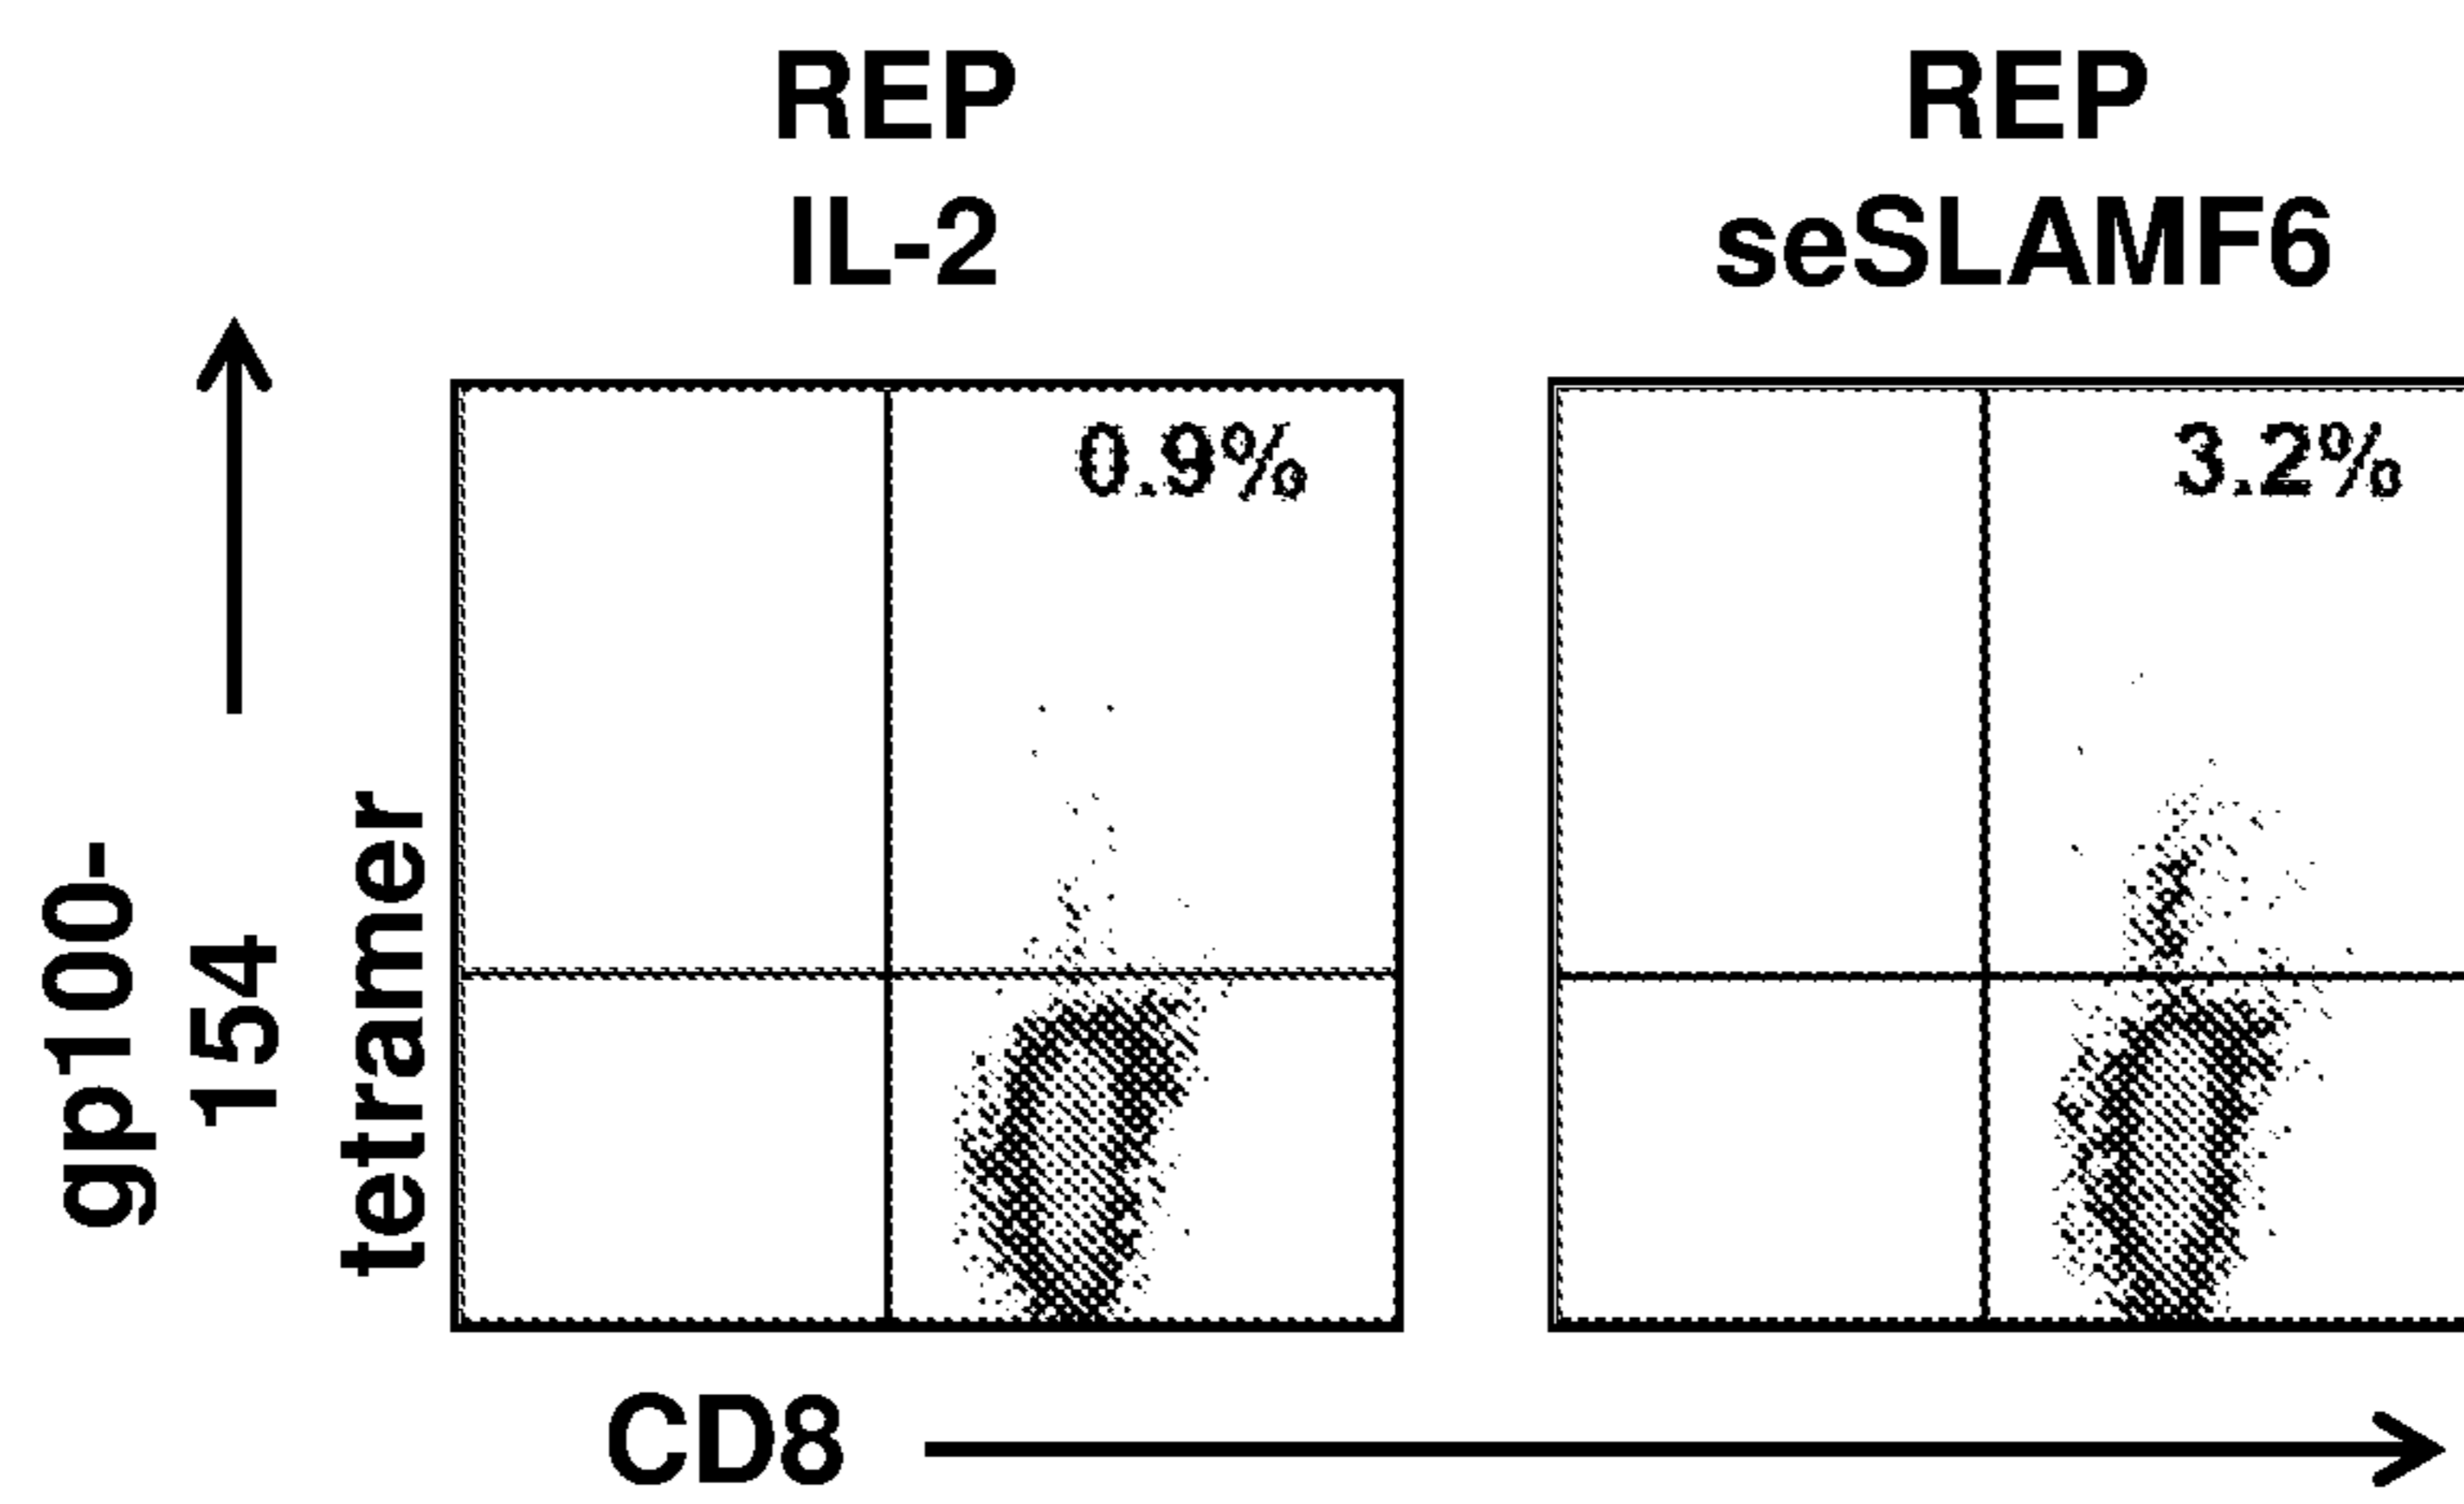 REP
IL-2
REP
seSLAMF6
0.9%
3.2%
gp100-
154
tetramer
CD8